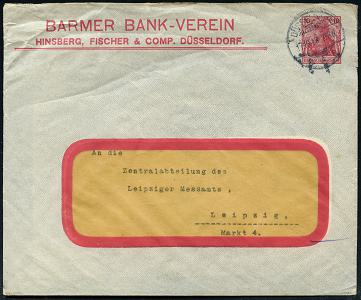 BARMER BANK-VEREIN
HINSBERG, FISCHER & COMP. DÜSSELDORF.
An die
Zentralabteilung des
Leipziger Messamts,
Leipzig.
Markt 4.